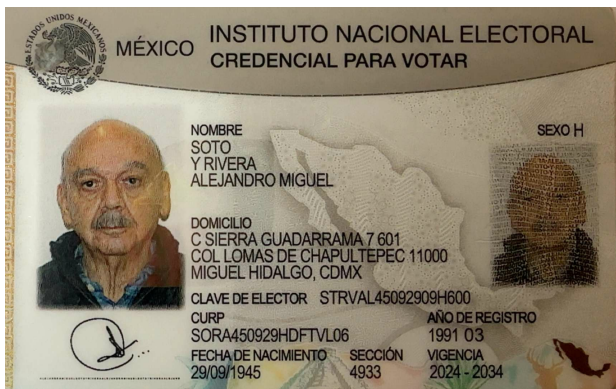 ESTADOS UNIDOS MEXICANOS
MÉXICO
INSTITUTO NACIONAL ELECTORAL
CREDENCIAL PARA VOTAR
NOMBRE
SEXO H
SOTO
Y RIVERA
ALEJANDRO MIGUEL
DOMICILIO
C SIERRA GUADARRAMA 7 601
COL LOMAS DE CHAPULTEPEC 11000
MIGUEL HIDALGO, CDMX
CLAVE DE ELECTOR STRVAL45092909H600
CURP AÑO DE REGISTRO
SORA450929HDFTVL06 1991 03
FECHA DE NACIMIENTO SECCIÓN VIGENCIA
29/09/1945 4933 2024 - 2034